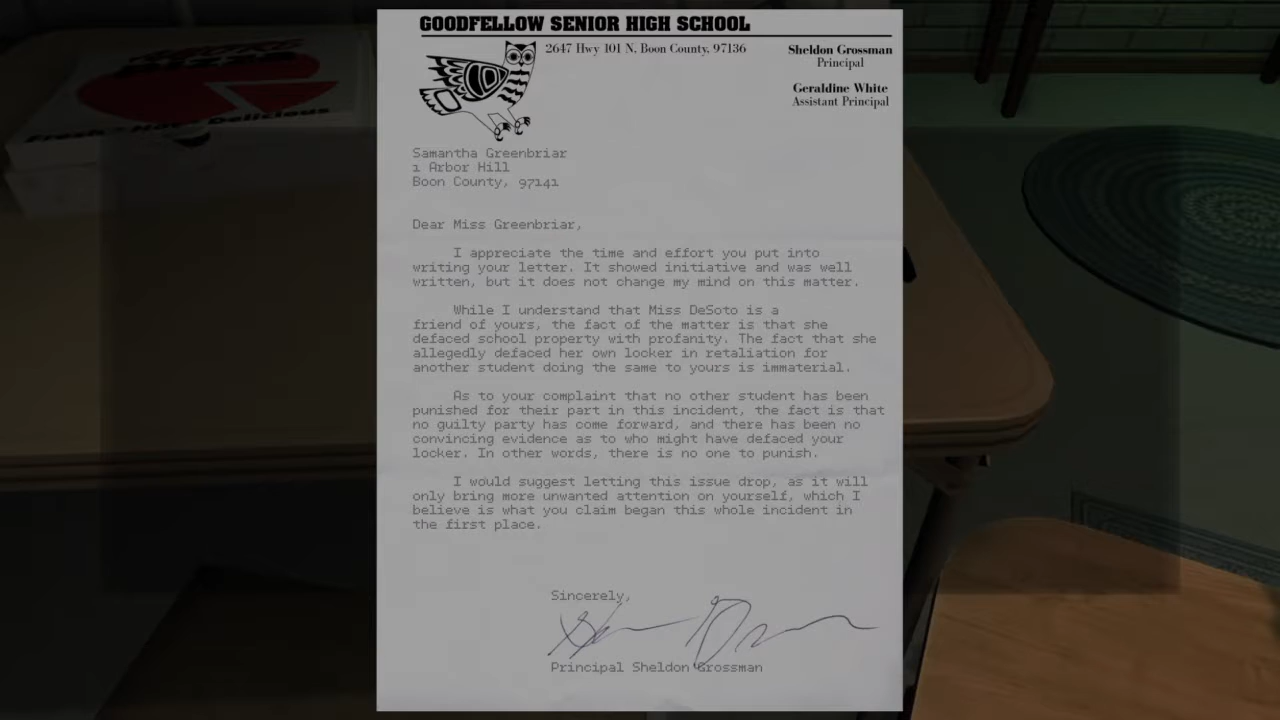 GOODFELLOW SENIOR HIGH SCHOOL
2647 Hwy 101 N, Boon County, 97136
Sheldon Grossman
Principal
Geraldine White
Assistant Principal
Samantha Greenbriar
1 Arbor Hill
Boon County, 97141
Dear Miss Greenbriar,
I appreciate the time and effort you put into
writing your letter. It showed initiative and was well
written, but it does not change my mind on this matter.
While I understand that Miss DeSoto is a
friend of yours, the fact of the matter is that she
defaced school property with profanity. The fact that she
allegedly defaced her own locker in retaliation for
another student doing the same to yours is immaterial.
As to your complaint that no other student has been
punished for their part in this incident, the fact is that
no guilty party has come forward, and there has been no
convincing evidence as to who might have defaced your
locker. In other words, there is no one to punish.
I would suggest letting this issue drop, as it will
only bring more unwanted attention on yourself, which I
believe is what you claim began this whole incident in
the first place.
Sincerely,
Principal Sheldon Grossman
Fresh Hot Delicious